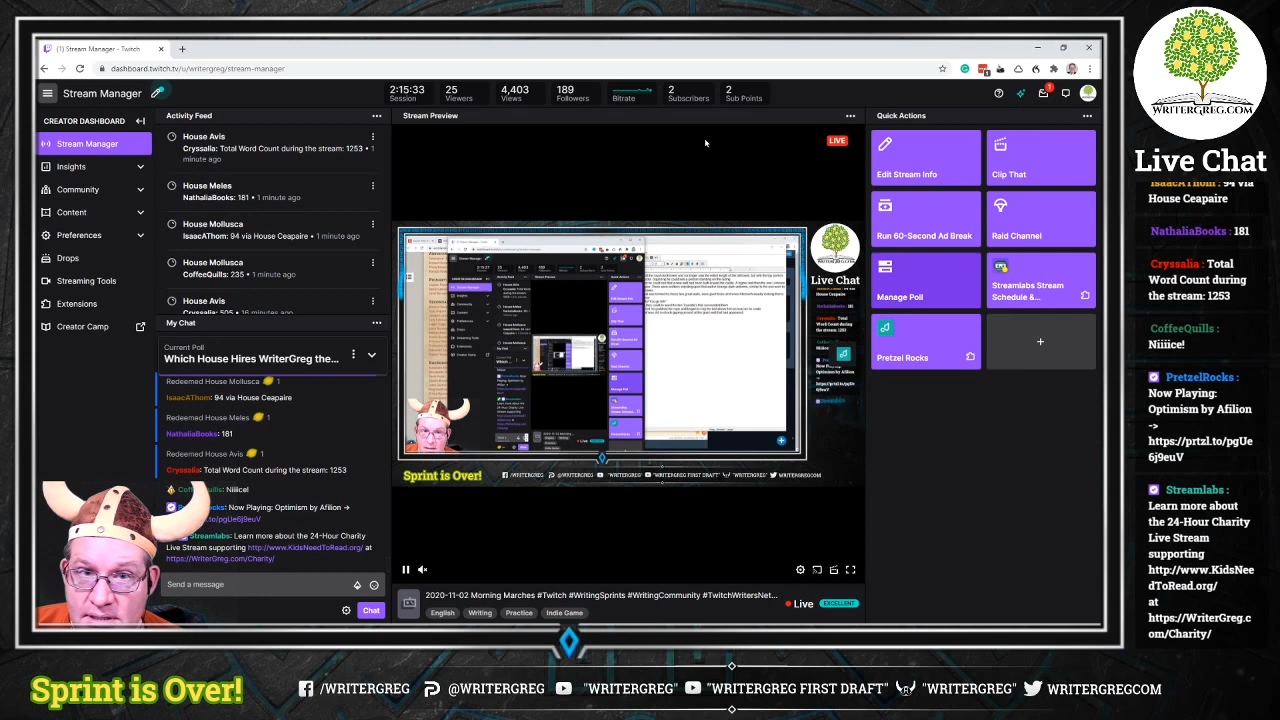 (1) Stream Manager - Twitch
dashboard.twitch.tv/u/writergreg/stream-manager
Stream Manager
2:15:33
Session
25
Viewers
4,403
Views
189
Followers
Bitrate
2
Subscribers
2
Sub Points
1
CREATOR DASHBOARD
Stream Manager
Insights
Community
Content
Preferences
Drops
Streaming Tools
Extensions
Creator Camp
Activity Feed
House Avis
Cryssalia: Total Word Count during the stream: 1253 • 1
minute ago
House Meles
NathaliaBooks: 181 • 1 minute ago
House Mollusca
IsaacAThom: 94 via House Ceapaire • 1 minute ago
House Mollusca
CoffeeQuills: 235 • 1 minute ago
House Avis
Cryssalia: 505 • 1 minute ago
My Chat
Current Poll
Which House Hires WriterGreg the...
Redeemed House Mollusca 1
IsaacAThom: 94 via House Ceapaire
Redeemed House Meles 1
NathaliaBooks: 181
Redeemed House Avis 1
Cryssalia: Total Word Count during the stream: 1253
Niiiice!
Now Playing: Optimism by Afilion ->
Streamlabs: Learn more about the 24-Hour Charity
Live Stream supporting http://www.KidsNeedToRead.org/ at
https://WriterGreg.com/Charity/
Send a message
Chat
Stream Preview
LIVE
Live Chat
Sprint is Over!
2020-11-02 Morning Marches #Twitch #WritingSprints #WritingCommunity #TwitchWritersNet...
English
Writing
Practice
Indie Game
Live
EXCELLENT
Quick Actions
Edit Stream Info
Clip That
Run 60-Second Ad Break
Raid Channel
Manage Poll
Streamlabs Stream
Schedule &...
Pretzel Rocks
WRITERGREG.COM
Live Chat
IsaacAThom : 94 via
House Ceapaire
NathaliaBooks : 181
Cryssalia : Total
Word Count during
the stream: 1253
CoffeeQuills :
Niiiice!
PretzelRocks :
Now Playing:
Optimism by Afilion
->
https://prtzl.to/pgUe
6j9euV
Streamlabs :
Learn more about
the 24-Hour Charity
Live Stream
supporting
http://www.KidsNee
dToRead.org/
at
https://WriterGreg.c
om/Charity/
Sprint is Over!
/WRITERGREG
@WRITERGREG
"WRITERGREG"
"WRITERGREG FIRST DRAFT"
"WRITERGREG"
WRITERGREGCOM